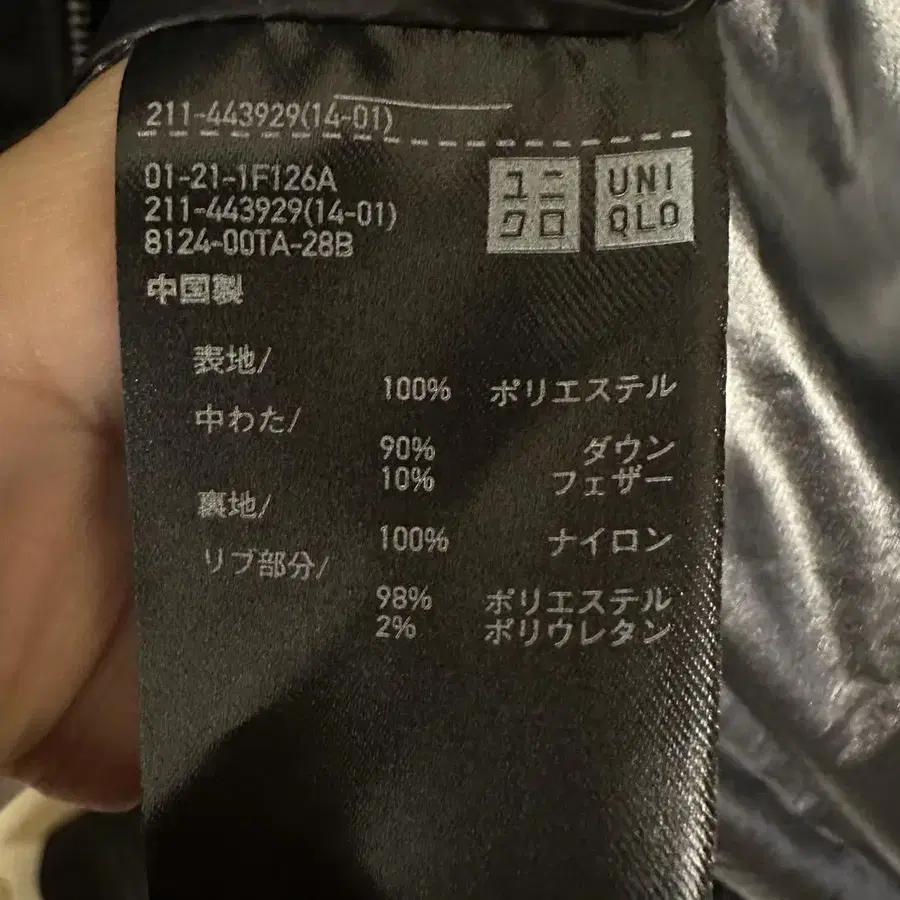 211-443929(14-01)
01-21-1F126A
211-443929(14-01)
8124-00TA-28B
中国製
ユニ
クロ
UNI
QLO
表地/
100% ポリエステル
中わた/
90% ダウン
10% フェザー
裏地/
100% ナイロン
リブ部分/
98% ポリエステル
2% ポリウレタン